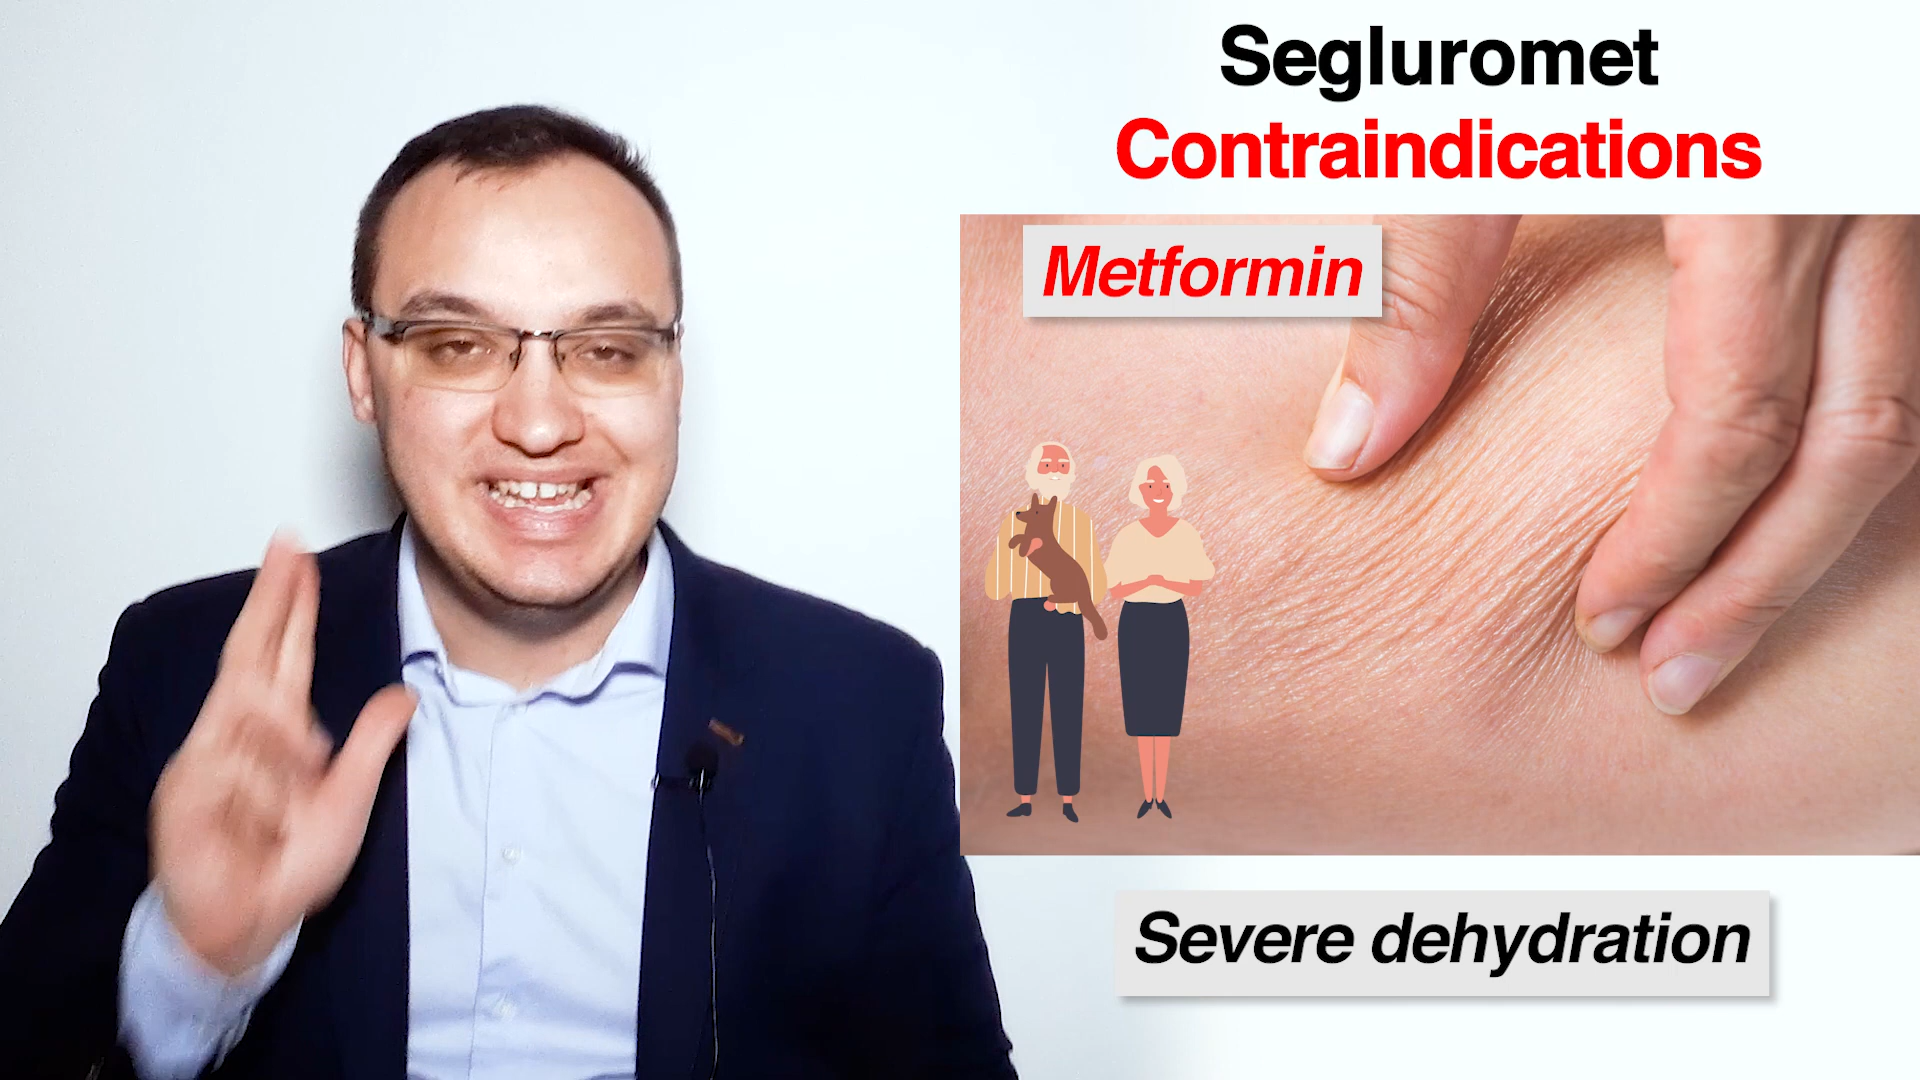 Segluromet
Contraindications
Metformin
Severe dehydration